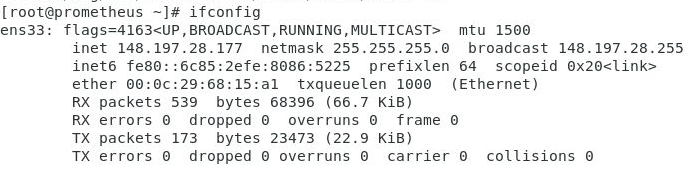 [root@prometheus ~]# ifconfig
ens33: flags=4163<UP,BROADCAST,RUNNING,MULTICAST>  mtu 1500
        inet 148.197.28.177  netmask 255.255.255.0  broadcast 148.197.28.255
        inet6 fe80::6c85:2efe:8086:5225  prefixlen 64  scopeid 0x20<link>
        ether 00:0c:29:68:15:a1  txqueuelen 1000  (Ethernet)
        RX packets 539  bytes 68396 (66.7 KiB)
        RX errors 0  dropped 0  overruns 0  frame 0
        TX packets 173  bytes 23473 (22.9 KiB)
        TX errors 0  dropped 0 overruns 0  carrier 0  collisions 0